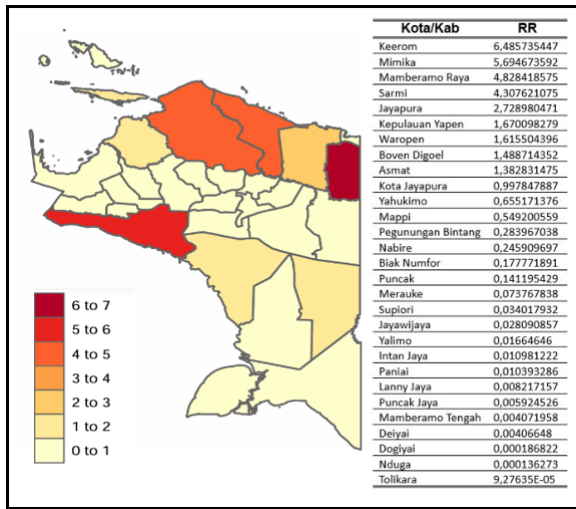 Kota/Kab RR
Keerom 6,485735447
Mimika 5,694673592
Mamberamo Raya 4,828418575
Sarmi 4,307621075
Jayapura 2,728980471
Kepulauan Yapen 1,670098279
Waropen 1,615504396
Boven Digoel 1,488714352
Asmat 1,382831475
Kota Jayapura 0,997847887
Yahukimo 0,655171376
Mappi 0,549200559
Pegunungan Bintang 0,283967038
Nabire 0,245909697
Biak Numfor 0,177771891
Puncak 0,141195429
Merauke 0,073767838
Supiori 0,034017932
Jayawijaya 0,028090857
Yalimo 0,01664646
Intan Jaya 0,010981222
Paniai 0,010393286
Lanny Jaya 0,008217157
Puncak Jaya 0,005924526
Mamberamo Tengah 0,004071958
Deiyai 0,00406648
Dogiyai 0,000186822
Nduga 0,000136273
Tolikara 9,27635E-05
6 to 7
5 to 6
4 to 5
3 to 4
2 to 3
1 to 2
0 to 1